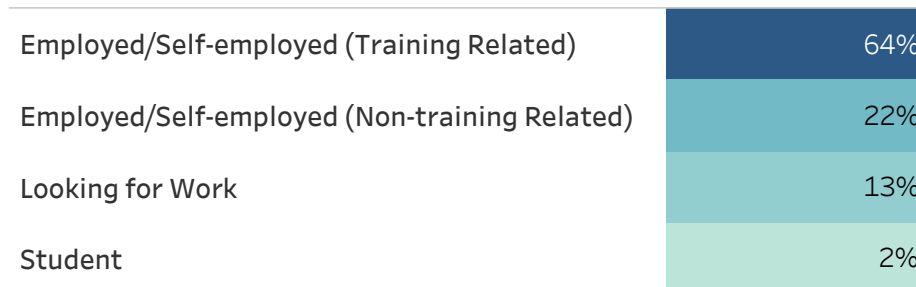 Employed/Self-employed (Training Related) 64%
Employed/Self-employed (Non-training Related) 22%
Looking for Work 13%
Student 2%